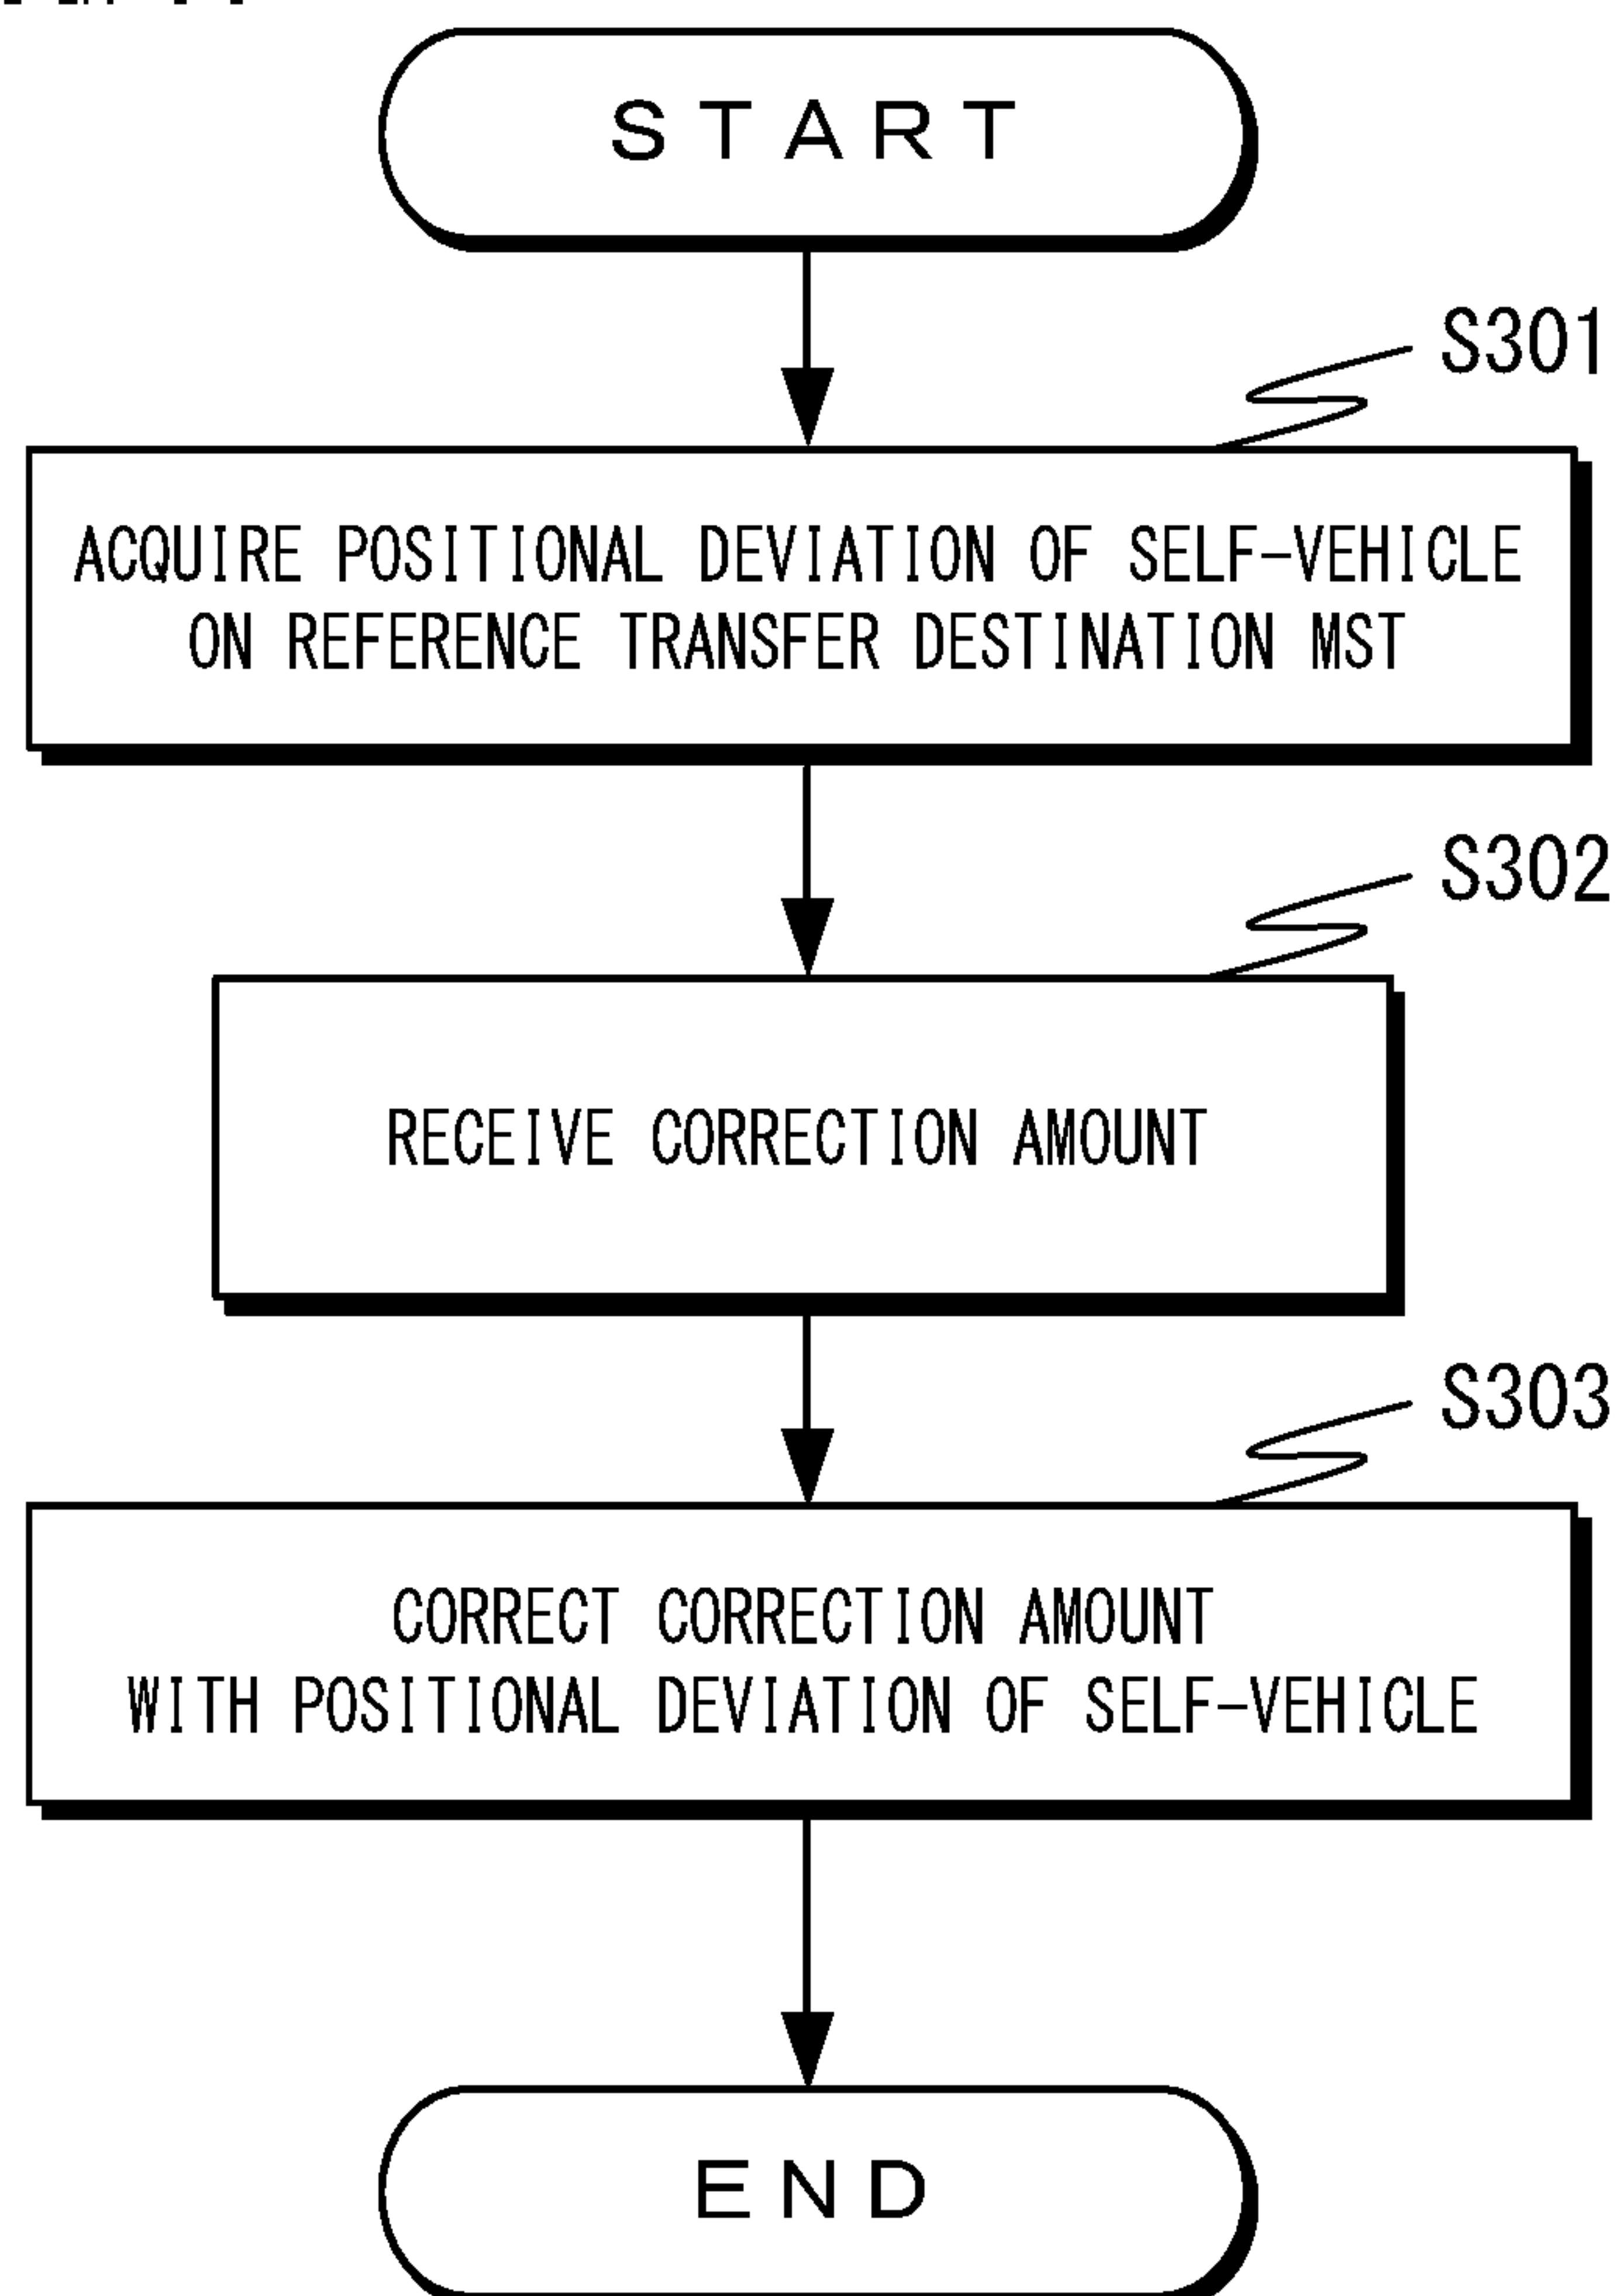 START
S301
ACQUIRE POSITIONAL DEVIATION OF SELF-VEHICLE
ON REFERENCE TRANSFER DESTINATION MST
S302
RECEIVE CORRECTION AMOUNT
S303
CORRECT CORRECTION AMOUNT
WITH POSITIONAL DEVIATION OF SELF-VEHICLE
END